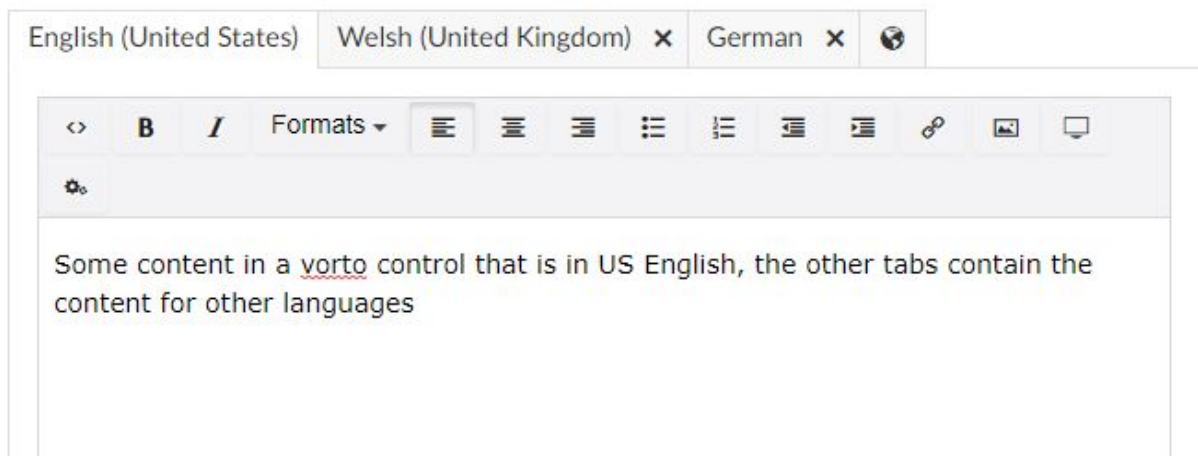 English (United States) Welsh (United Kingdom) × German ×
B I Formats
Some content in a vorto control that is in US English, the other tabs contain the
content for other languages